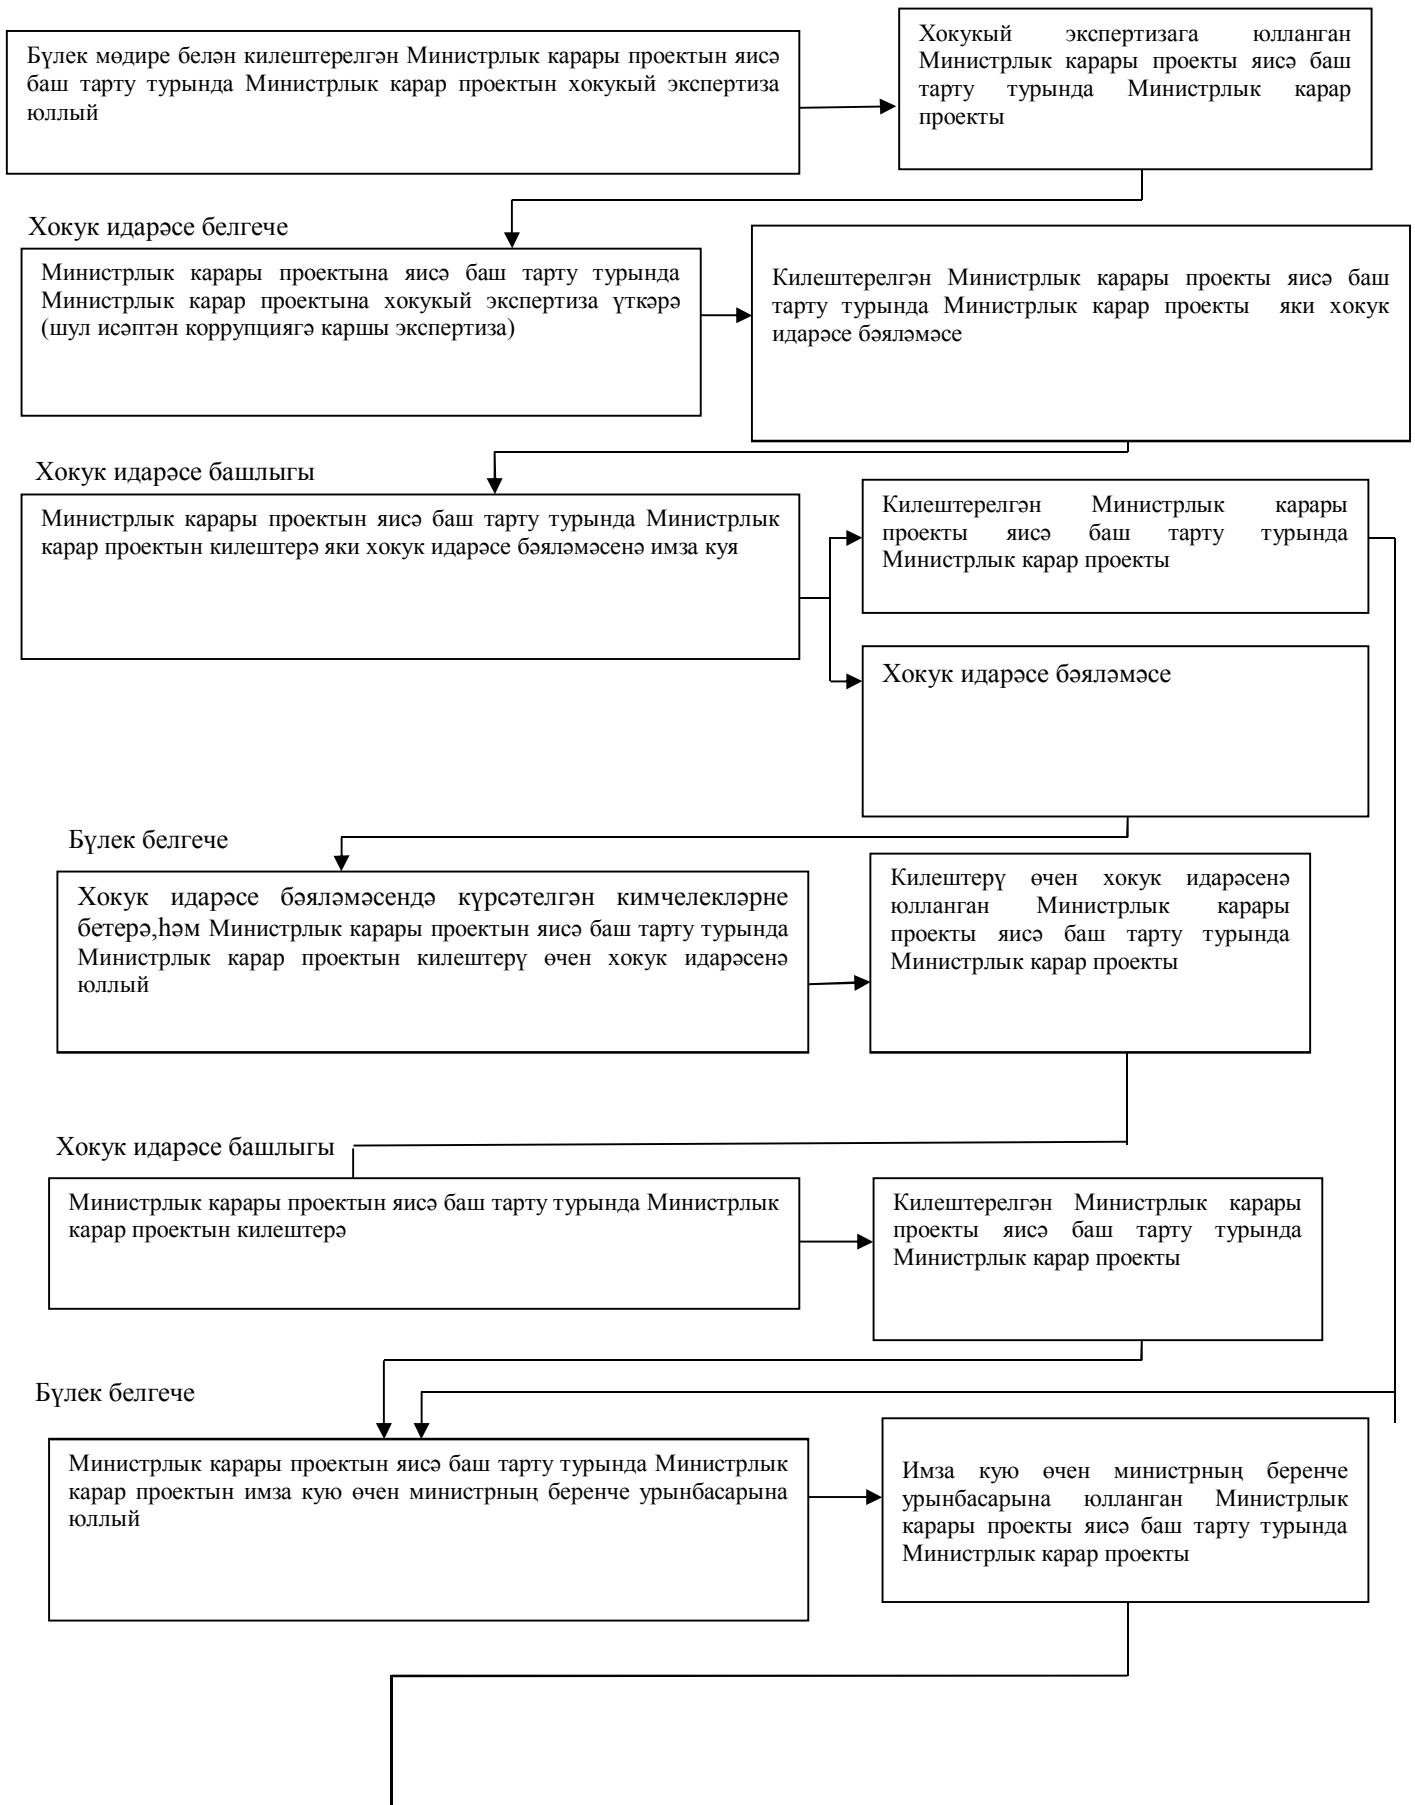 Бүлек мөдире белән килештерелгән Министрлык карары проектын яисә
баш тарту турында Министрлык карар проектын хокукый экспертиза
юллый
Хокукый экспертизага юлланган
Министрлык карары проекты яисә баш
тарту турында Министрлык карар
проекты
Хокук идарәсе белгече
Министрлык карары проектына яисә баш тарту турында
Министрлык карар проектына хокукый экспертиза үткәрә
(шул исәптән коррупциягә каршы экспертиза)
Килештерелгән Министрлык карары проекты яисә баш
тарту турында Министрлык карар проекты яки хокук
идарәсе бәяләмәсе
Хокук идарәсе башлыгы
Министрлык карары проектын яисә баш тарту турында Министрлык
карар проектын килештерә яки хокук идарәсе бәяләмәсенә имза куя
Килештерелгән Министрлык карары
проекты яисә баш тарту турында
Министрлык карар проекты
Хокук идарәсе бәяләмәсе
Бүлек белгече
Хокук идарәсе бәяләмәсендә күрсәтелгән кимчелекләрне
бетерә,һәм Министрлык карары проектын яисә баш тарту турында
Министрлык карар проектын килештерү өчен хокук идарәсенә
юллый
Килештерү өчен хокук идарәсенә
юлланган Министрлык карары
проекты яисә баш тарту турында
Министрлык карар проекты
Хокук идарәсе башлыгы
Министрлык карары проектын яисә баш тарту турында Министрлык
карар проектын килештерә
Килештерелгән Министрлык карары
проекты яисә баш тарту турында
Министрлык карар проекты
Бүлек белгече
Министрлык карары проектын яисә баш тарту турында Министрлык
карар проектын имза кую өчен министрның беренче урынбасарына
юллый
Имза кую өчен министрның беренче
урынбасарына юлланган Министрлык
карары проекты яисә баш тарту турында
Министрлык карар проекты